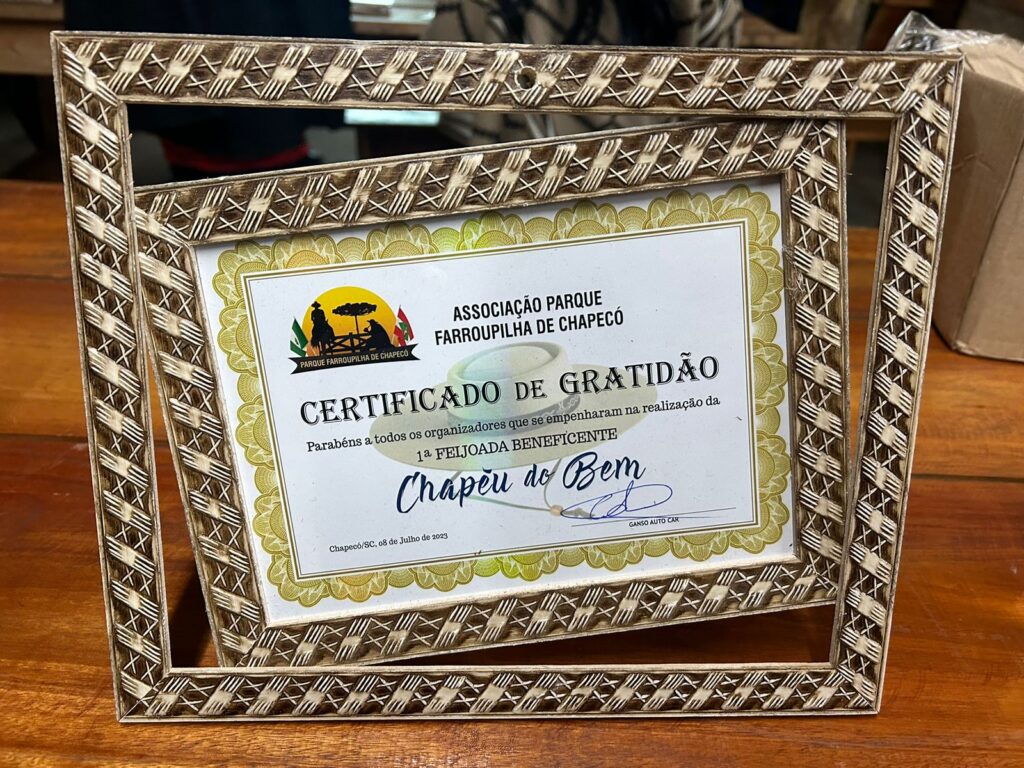 PARQUE FARROUPILHA DE CHAPECÓ
ASSOCIAÇÃO PARQUE
FARROUPILHA DE CHAPECÓ
CERTIFICADO DE GRATIDÃO
Parabéns a todos os organizadores que se empenharam na realização da
1ª FEIJOADA BENEFICENTE
Chapéu do Bem
GANSO AUTO CAR
Chapecó/SC, 08 de Julho de 2023